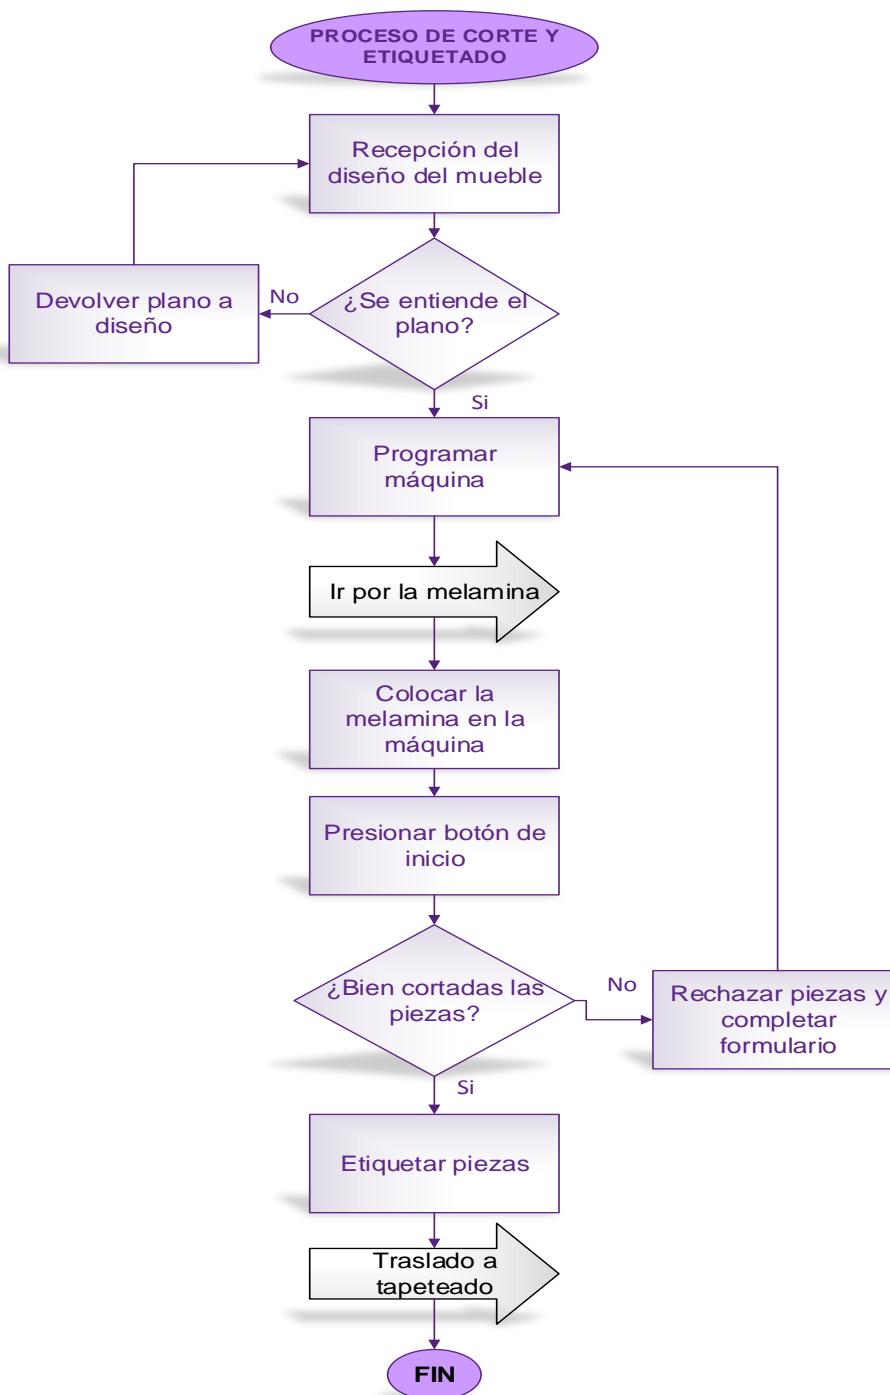 PROCESO DE CORTE Y
ETIQUETADO
Recepción del
diseño del mueble
¿Se entiende el
plano?
No
Devolver plano a
diseño
Si
Programar
máquina
Ir por la melamina
Colocar la
melamina en la
máquina
Presionar botón de
inicio
¿Bien cortadas las
piezas?
No
Rechazar piezas y
completar
formulario
Si
Etiquetar piezas
Traslado a
tapeteado
FIN